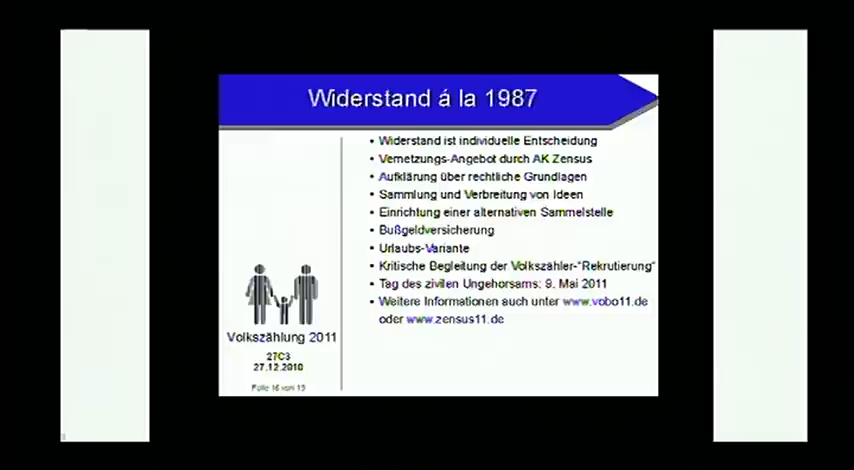 Widerstand á la 1987
• Widerstand ist individuelle Entscheidung
• Vernetzungs-Angebot durch AK Zensus
• Aufklärung über rechtliche Grundlagen
• Sammlung und Verbreitung von Ideen
• Einrichtung einer alternativen Sammelstelle
• Bußgeldversicherung
• Urlaubs-Variante
• Kritische Begleitung der Volkszähler-"Rekrutierung"
• Tag des zivilen Ungehorsams: 9. Mai 2011
• Weitere Informationen auch unter www.vobo11.de
oder www.zensus11.de
Volkszählung 2011
27C3
27.12.2010
Folie 16 von